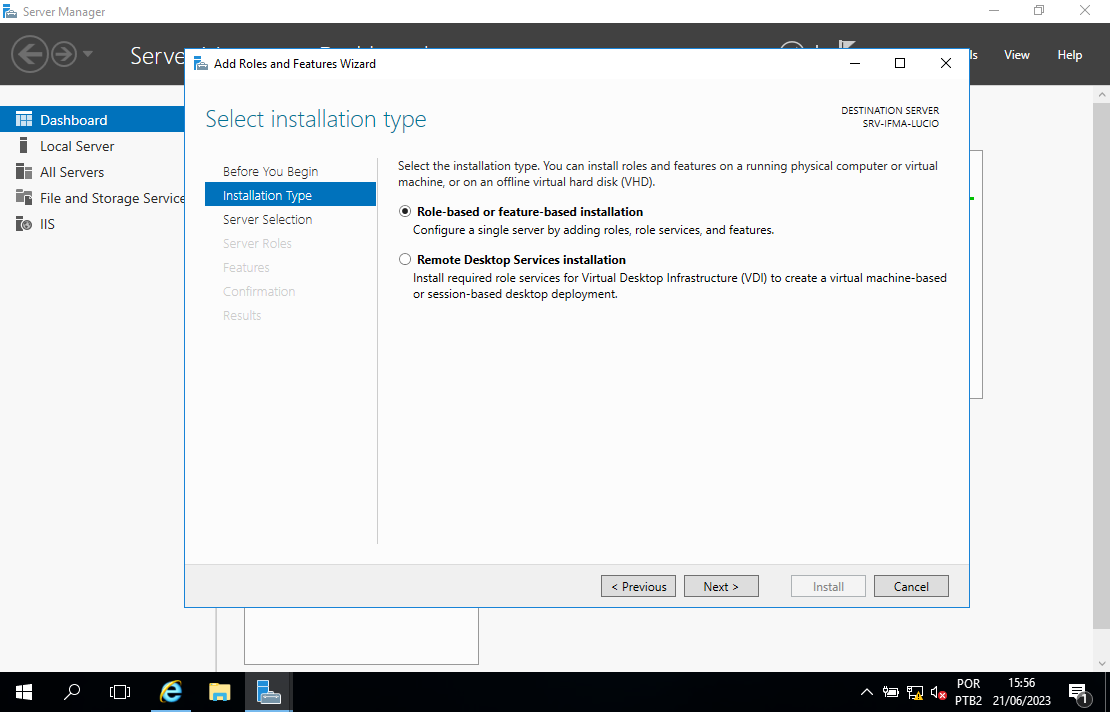 Server Manager
Add Roles and Features Wizard
View
Help
Select installation type
DESTINATION SERVER
SRV-IFMA-LUCIO
Dashboard
Local Server
All Servers
File and Storage Service
IIS
Before You Begin
Installation Type
Server Selection
Server Roles
Features
Confirmation
Results
Select the installation type. You can install roles and features on a running physical computer or virtual
machine, or on an offline virtual hard disk (VHD).
Role-based or feature-based installation
Configure a single server by adding roles, role services, and features.
Remote Desktop Services installation
Install required role services for Virtual Desktop Infrastructure (VDI) to create a virtual machine-based
or session-based desktop deployment.
< Previous
Next >
Install
Cancel
POR
PTB2
15:56
21/06/2023
1